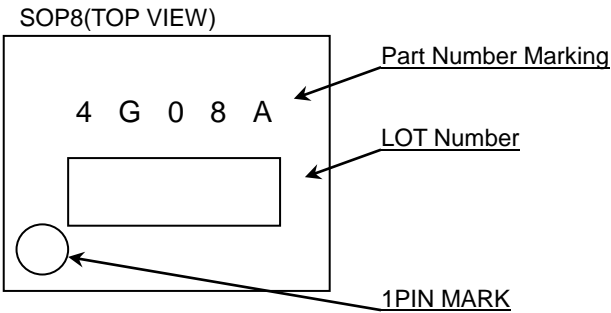 SOP8(TOP VIEW)
Part Number Marking
4 G 0 8 A
LOT Number
1PIN MARK